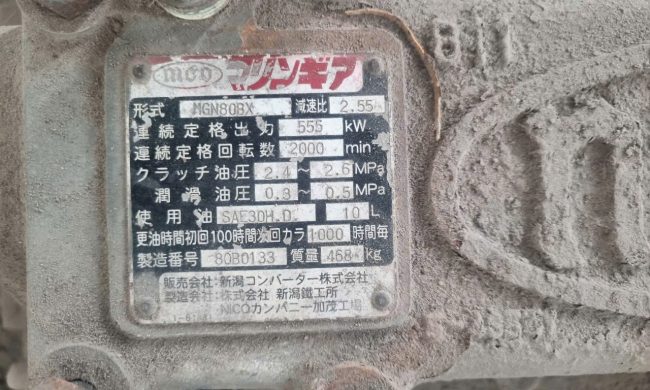 nico マリンギア
形式 MGN80BX 減速比 2.55
連続定格出力 555 kW
連続定格回転数 2000 min
クラッチ油圧 2.4 ~ 2.6 MPa
潤滑油圧 0.3 ~ 0.5 MPa
使用油 SAE30H.D. 10 L
更油時間初回100時間次回カラ 1000 時間毎
製造番号 80B0133 質量 468 kg
販売会社:新潟コンバーター株式会社
製造会社:株式会社 新潟鐵工所
NICOカンパニー加茂工場